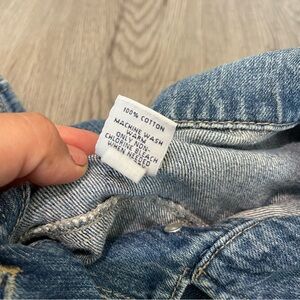 100% COTTON
MACHINE WASH
WARM
ONLY NON-
CHLORINE BLEACH
WHEN NEEDED